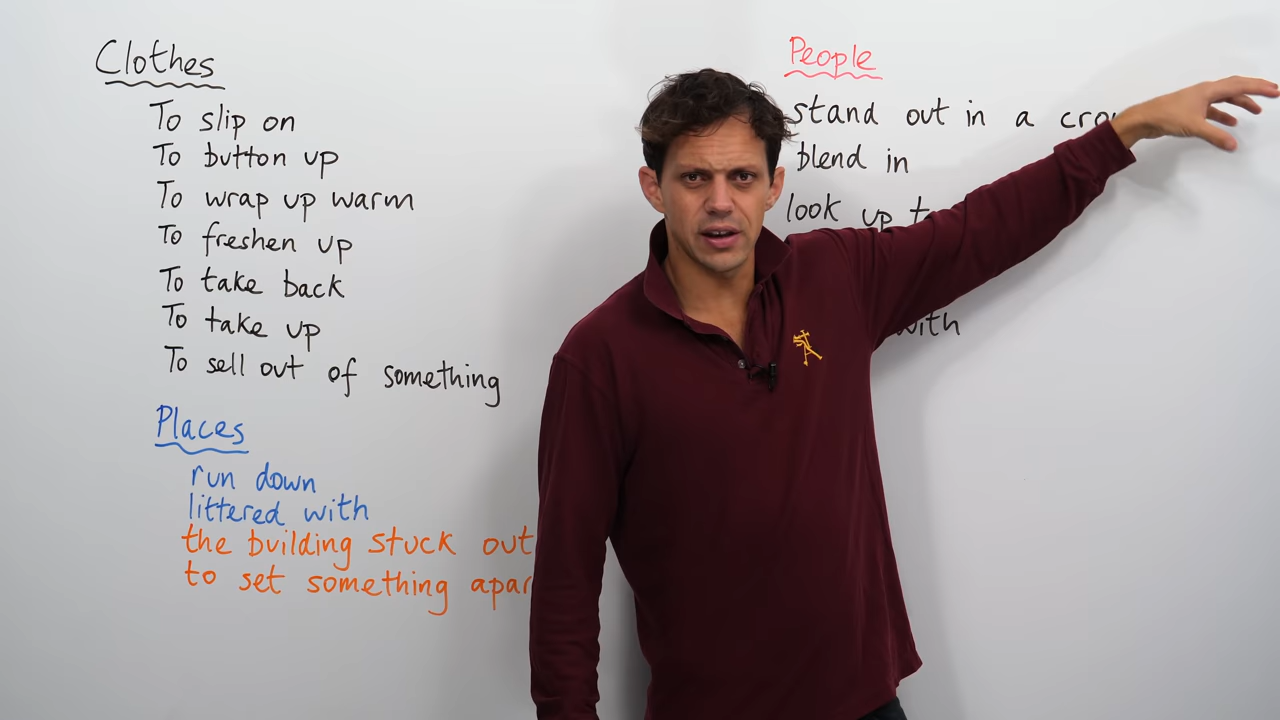 Clothes
To slip on
To button up
To wrap up warm
To freshen up
To take back
To take up
To sell out of something
Places
run down
littered with
the building stuck out
to set something
People
stand out in a
blend in
look up
with